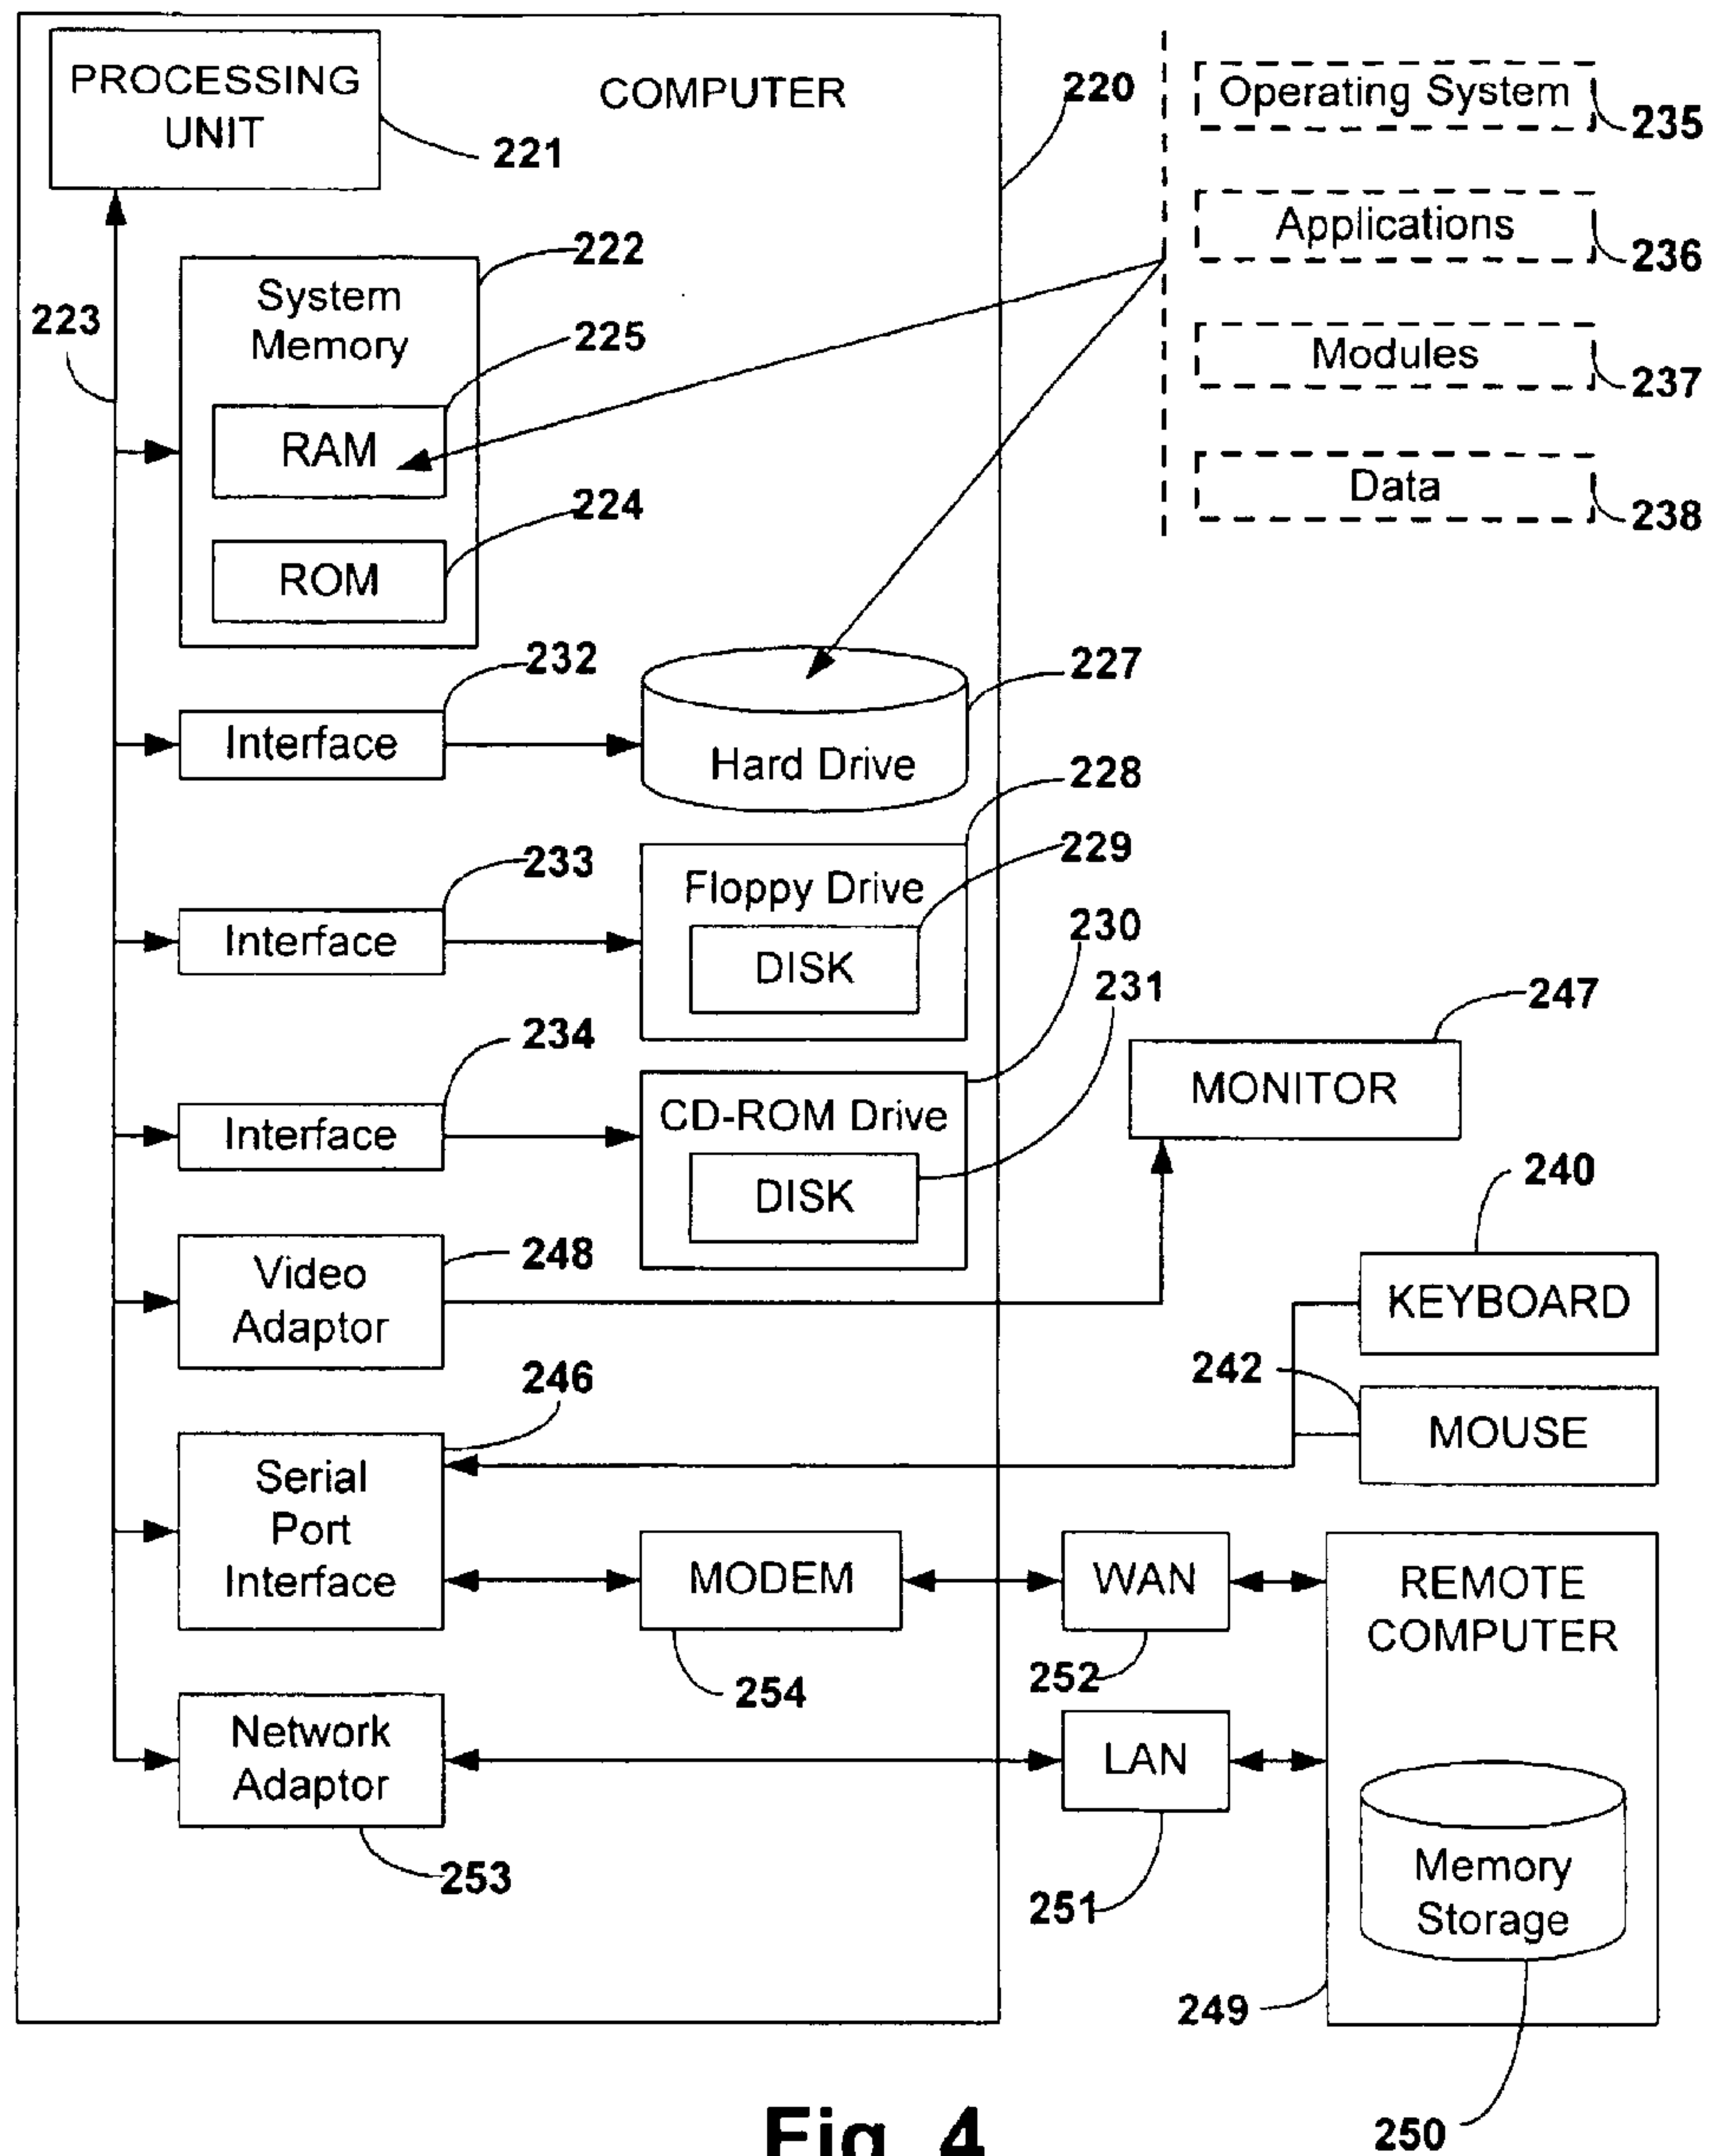 PROCESSING
UNIT
221
COMPUTER
220
Operating System
235
Applications
236
Modules
237
Data
238
223
222
System
Memory
225
RAM
224
ROM
232
Interface
227
Hard Drive
228
233
Interface
229
Floppy Drive
DISK
230
231
234
Interface
CD-ROM Drive
DISK
247
MONITOR
248
Video
Adaptor
240
KEYBOARD
242
MOUSE
246
Serial
Port
Interface
MODEM
254
WAN
252
REMOTE
COMPUTER
Network
Adaptor
253
LAN
251
Memory
Storage
249
250
Fig. 4